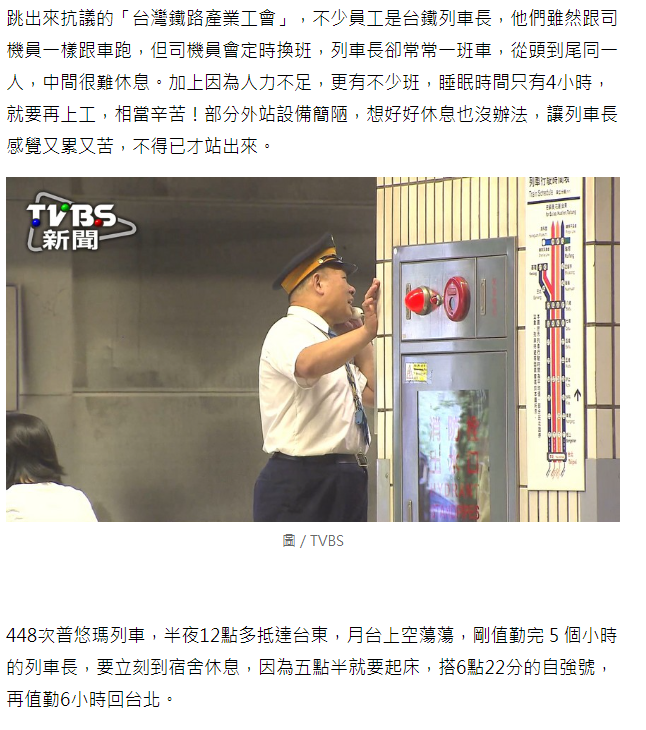 跳出來抗議的「台灣鐵路產業工會」，不少員工是台鐵列車長，他們雖然跟司
機員一樣跟車跑，但司機員會定時換班，列車長卻常常一班車，從頭到尾同一
人，中間很難休息。加上因為人力不足，更有不少班，睡眠時間只有4小時，
就要再上工，相當辛苦！部分外站設備簡陋，想好好休息也沒辦法，讓列車長
感覺又累又苦，不得已才站出來。
TVBS
新聞
列車行駛時間表
Train Schedule
圖 / TVBS
448次普悠瑪列車，半夜12點多抵達台東，月台上空蕩蕩，剛值勤完５個小時
的列車長，要立刻到宿舍休息，因為五點半就要起床，搭6點22分的自強號，
再值勤6小時回台北。